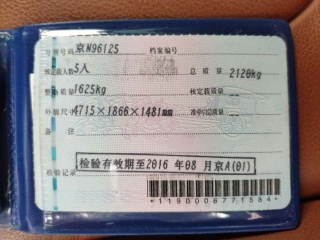 号牌号码 京N96125 档案编号
核定载人数 5人 总质量 2120kg
整备质量 1625kg 核定载质量
外廓尺寸 4715×1866×1481mm 准牵引总质量
备注
检验有效期至2016年08月京A(01)
检验记录
*1190006771584*